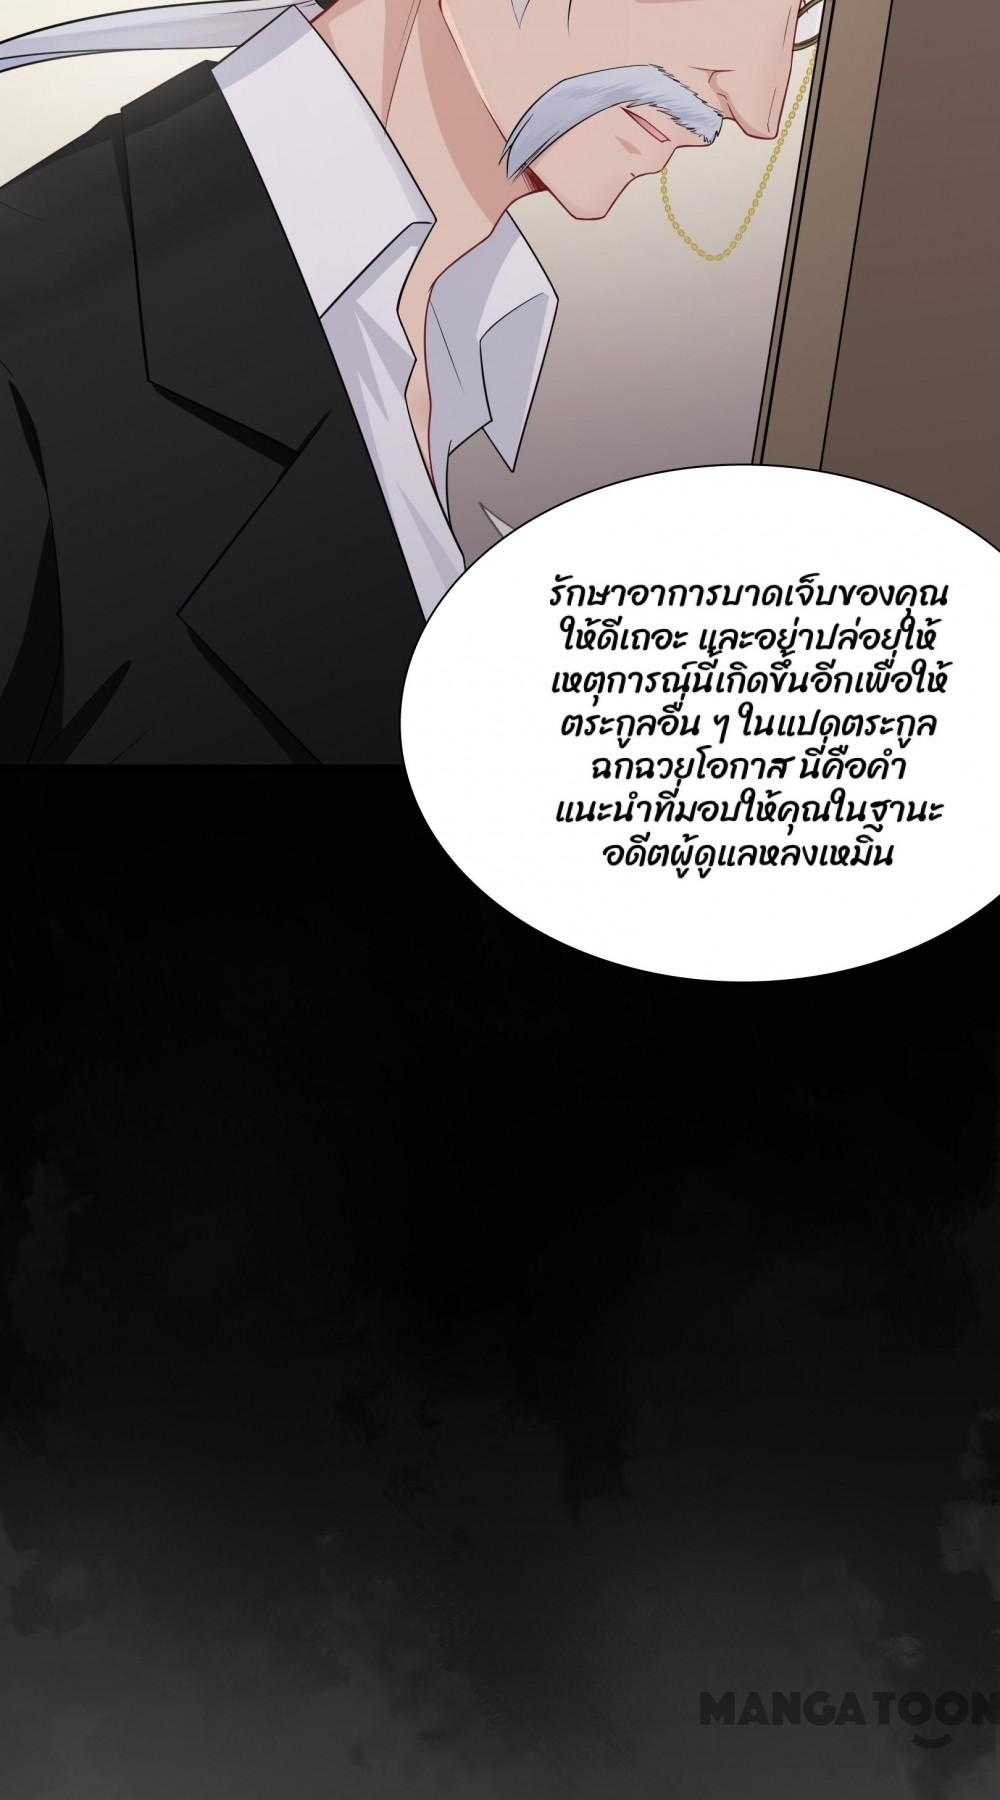 รักษาอาการบาดเจ็บของคุณ
ให้ดีเถอะ และอย่าปล่อยให้
เหตุการณ์นี้เกิดขึ้นอีกเพื่อให้
ตระกูลอื่น ๆ ในแปดตระกูล
ฉกฉวยโอกาส นี่คือคำ
แนะนำที่มอบให้คุณในฐานะ
อดีตผู้ดูแลหลงเหมิน
MANGATOON